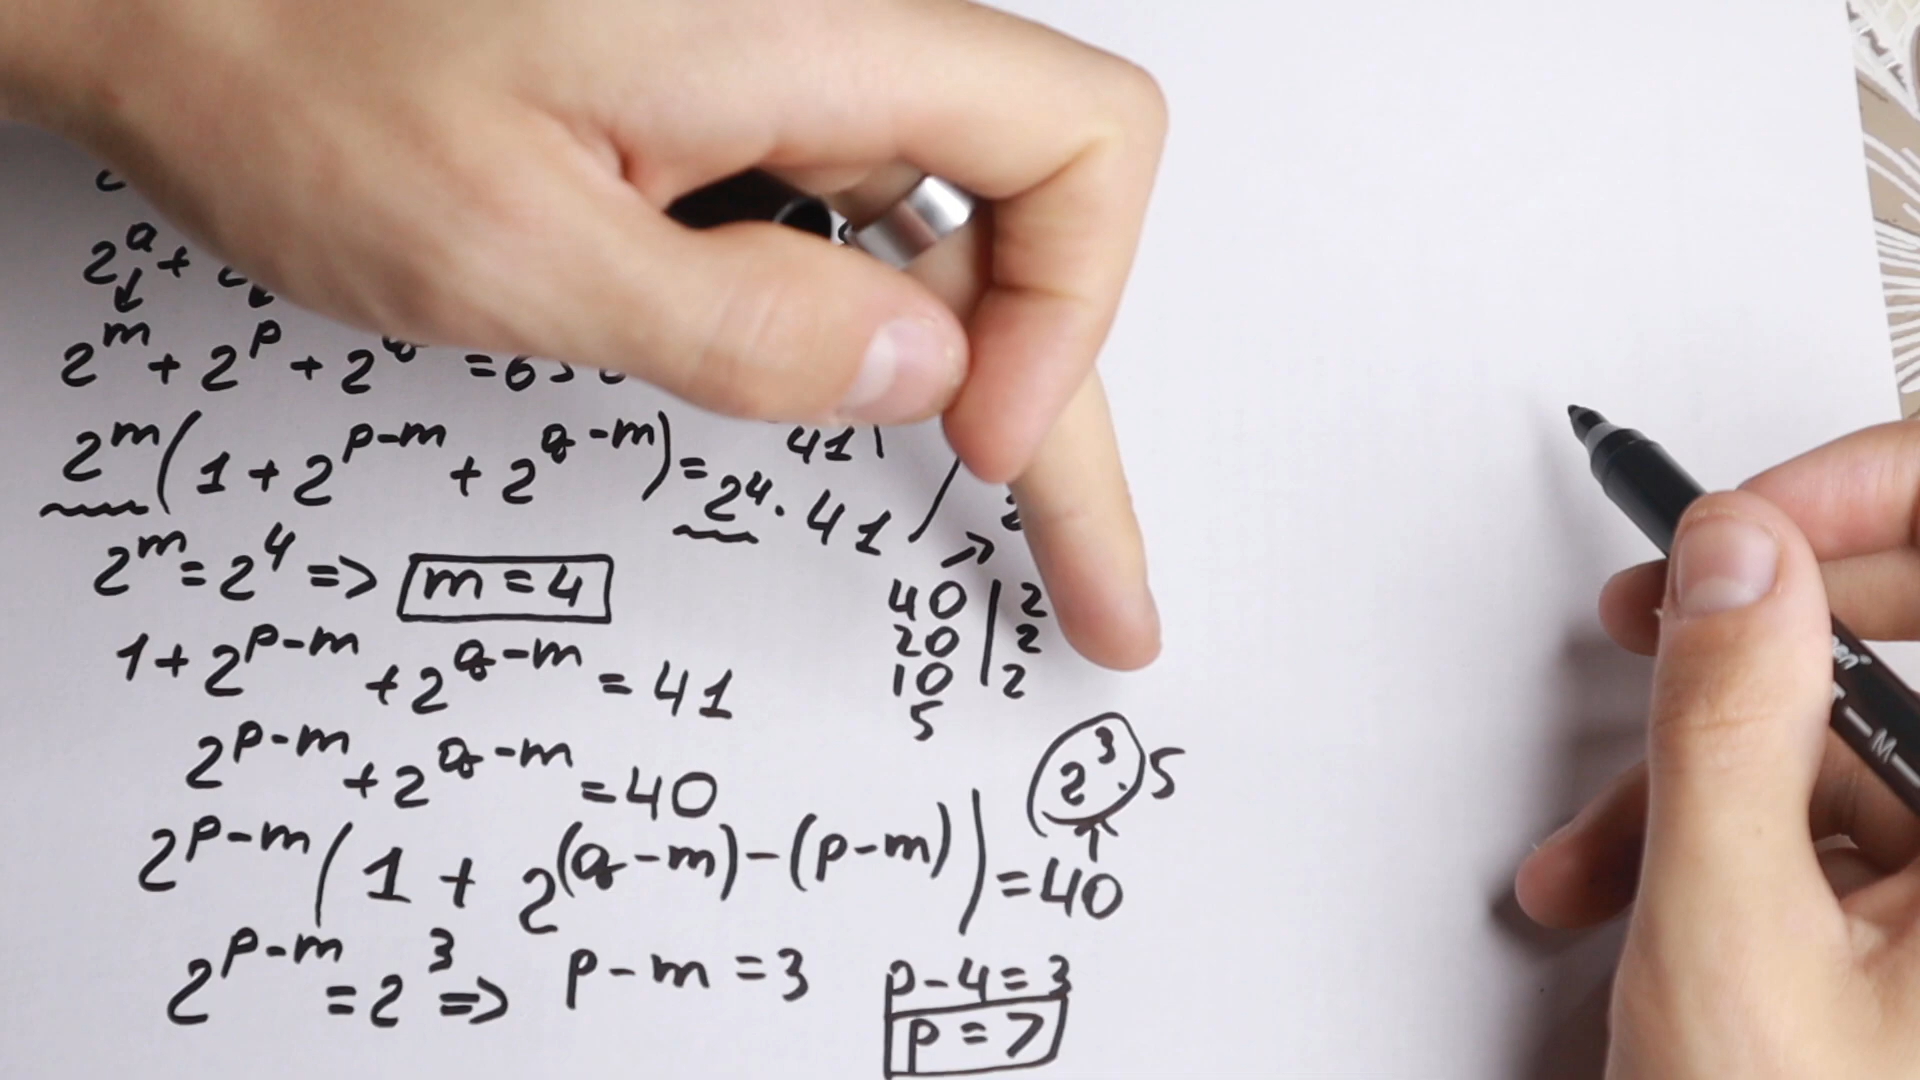 2^a +
2^m + 2^p + 2^q = 656
2^m (1 + 2^(p-m) + 2^(q-m)) = 2^4 · 41
41
2^m = 2^4 => m = 4
1 + 2^(p-m) + 2^(q-m) = 41
40 | 2
20 | 2
10 | 2
5
2^(p-m) + 2^(q-m) = 40
2^3 · 5
2^(p-m) (1 + 2^((q-m)-(p-m))) = 40
2^(p-m) = 2^3 => p - m = 3
p - 4 = 3
p = 7
M